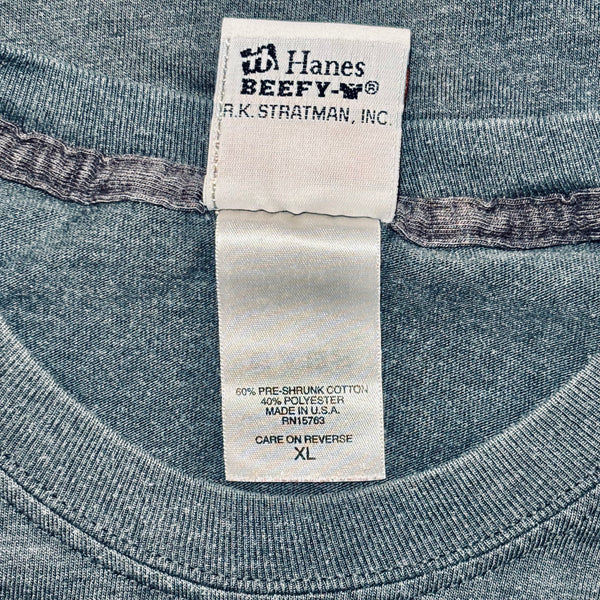 Hanes
BEEFY-®
R.K. STRATMAN, INC.
60% PRE-SHRUNK COTTON
40% POLYESTER
MADE IN U.S.A.
RN15763
CARE ON REVERSE
XL